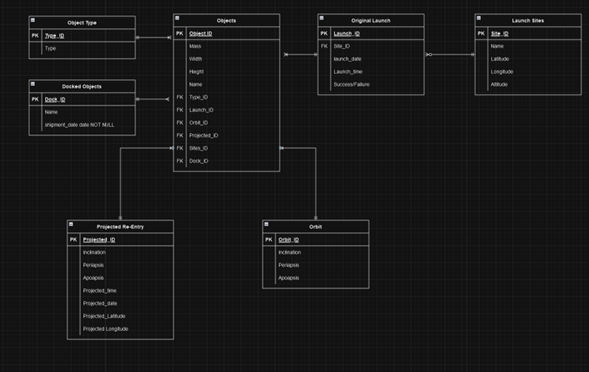 Object Type
PK Type_ID
Type
Docked Objects
PK Dock_ID
Name
shipment_date date NOT NULL
Objects
PK Object ID
Mass
Width
Height
Name
FK Type_ID
FK Launch_ID
FK Orbit_ID
FK Projected_ID
FK Sites_ID
FK Dock_ID
Original Launch
PK Launch_ID
FK Site_ID
launch_date
Launch_time
Success/Failure
Launch Sites
PK Site_ID
Name
Latitude
Longitude
Altitude
Projected Re-Entry
PK Projected_ID
Inclination
Periapsis
Apoapsis
Projected_time
Projected_date
Projected_Latitude
Projected Longitude
Orbit
PK Orbit_ID
Inclination
Periapsis
Apoapsis